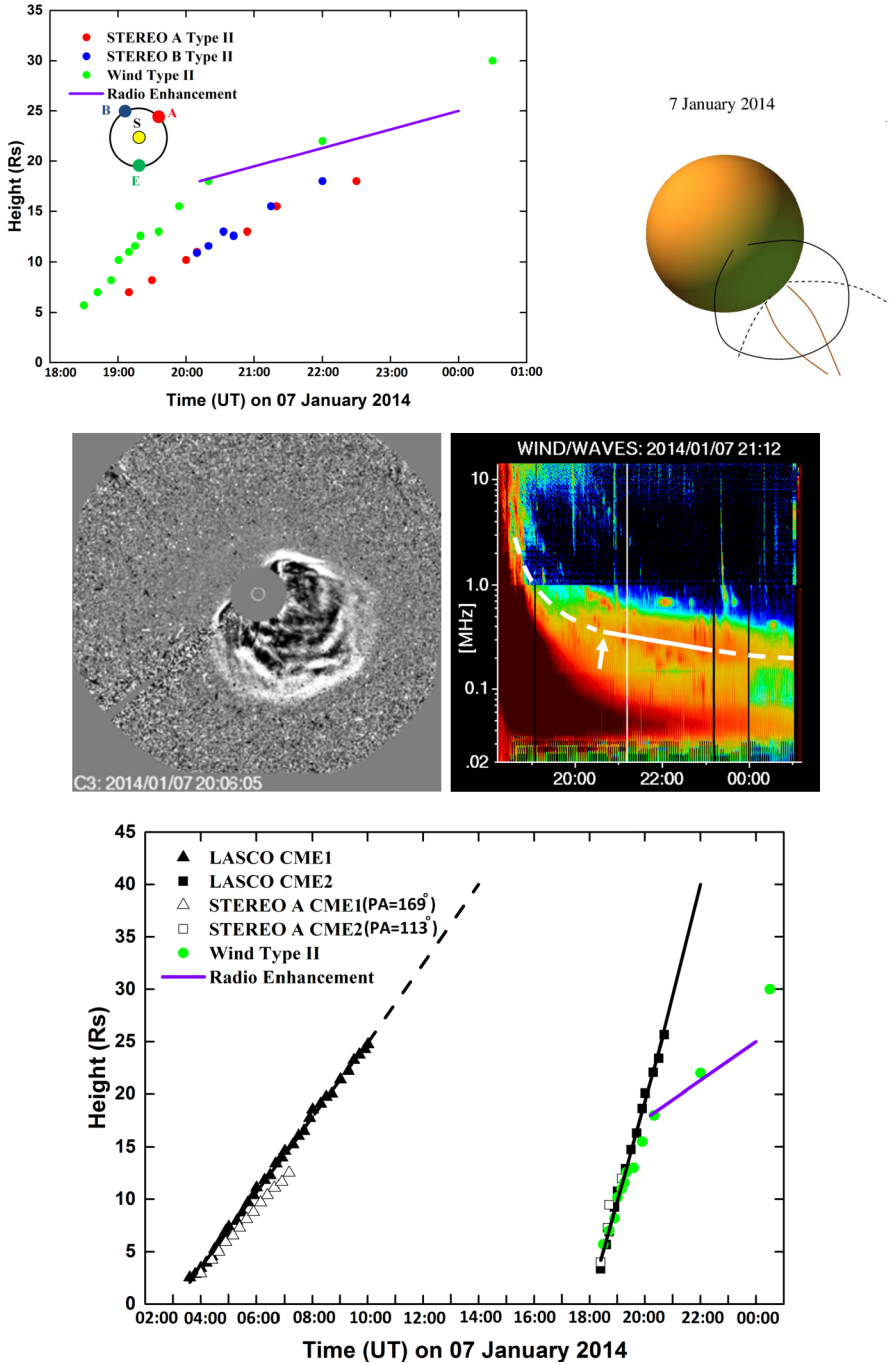 35
30
25
20
15
10
5
0
Height (Rs)
STEREO A Type II
STEREO B Type II
Wind Type II
Radio Enhancement
B
A
S
E
18:00 19:00 20:00 21:00 22:00 23:00 00:00 01:00
Time (UT) on 07 January 2014
7 January 2014
C3: 2014/01/07 20:06:05
WIND/WAVES: 2014/01/07 21:12
10
1.0
0.1
.02
[MHz]
20:00 22:00 00:00
45
40
35
30
25
20
15
10
5
0
Height (Rs)
LASCO CME1
LASCO CME2
STEREO A CME1(PA=169°)
STEREO A CME2(PA=113°)
Wind Type II
Radio Enhancement
02:00 04:00 06:00 08:00 10:00 12:00 14:00 16:00 18:00 20:00 22:00 00:00
Time (UT) on 07 January 2014